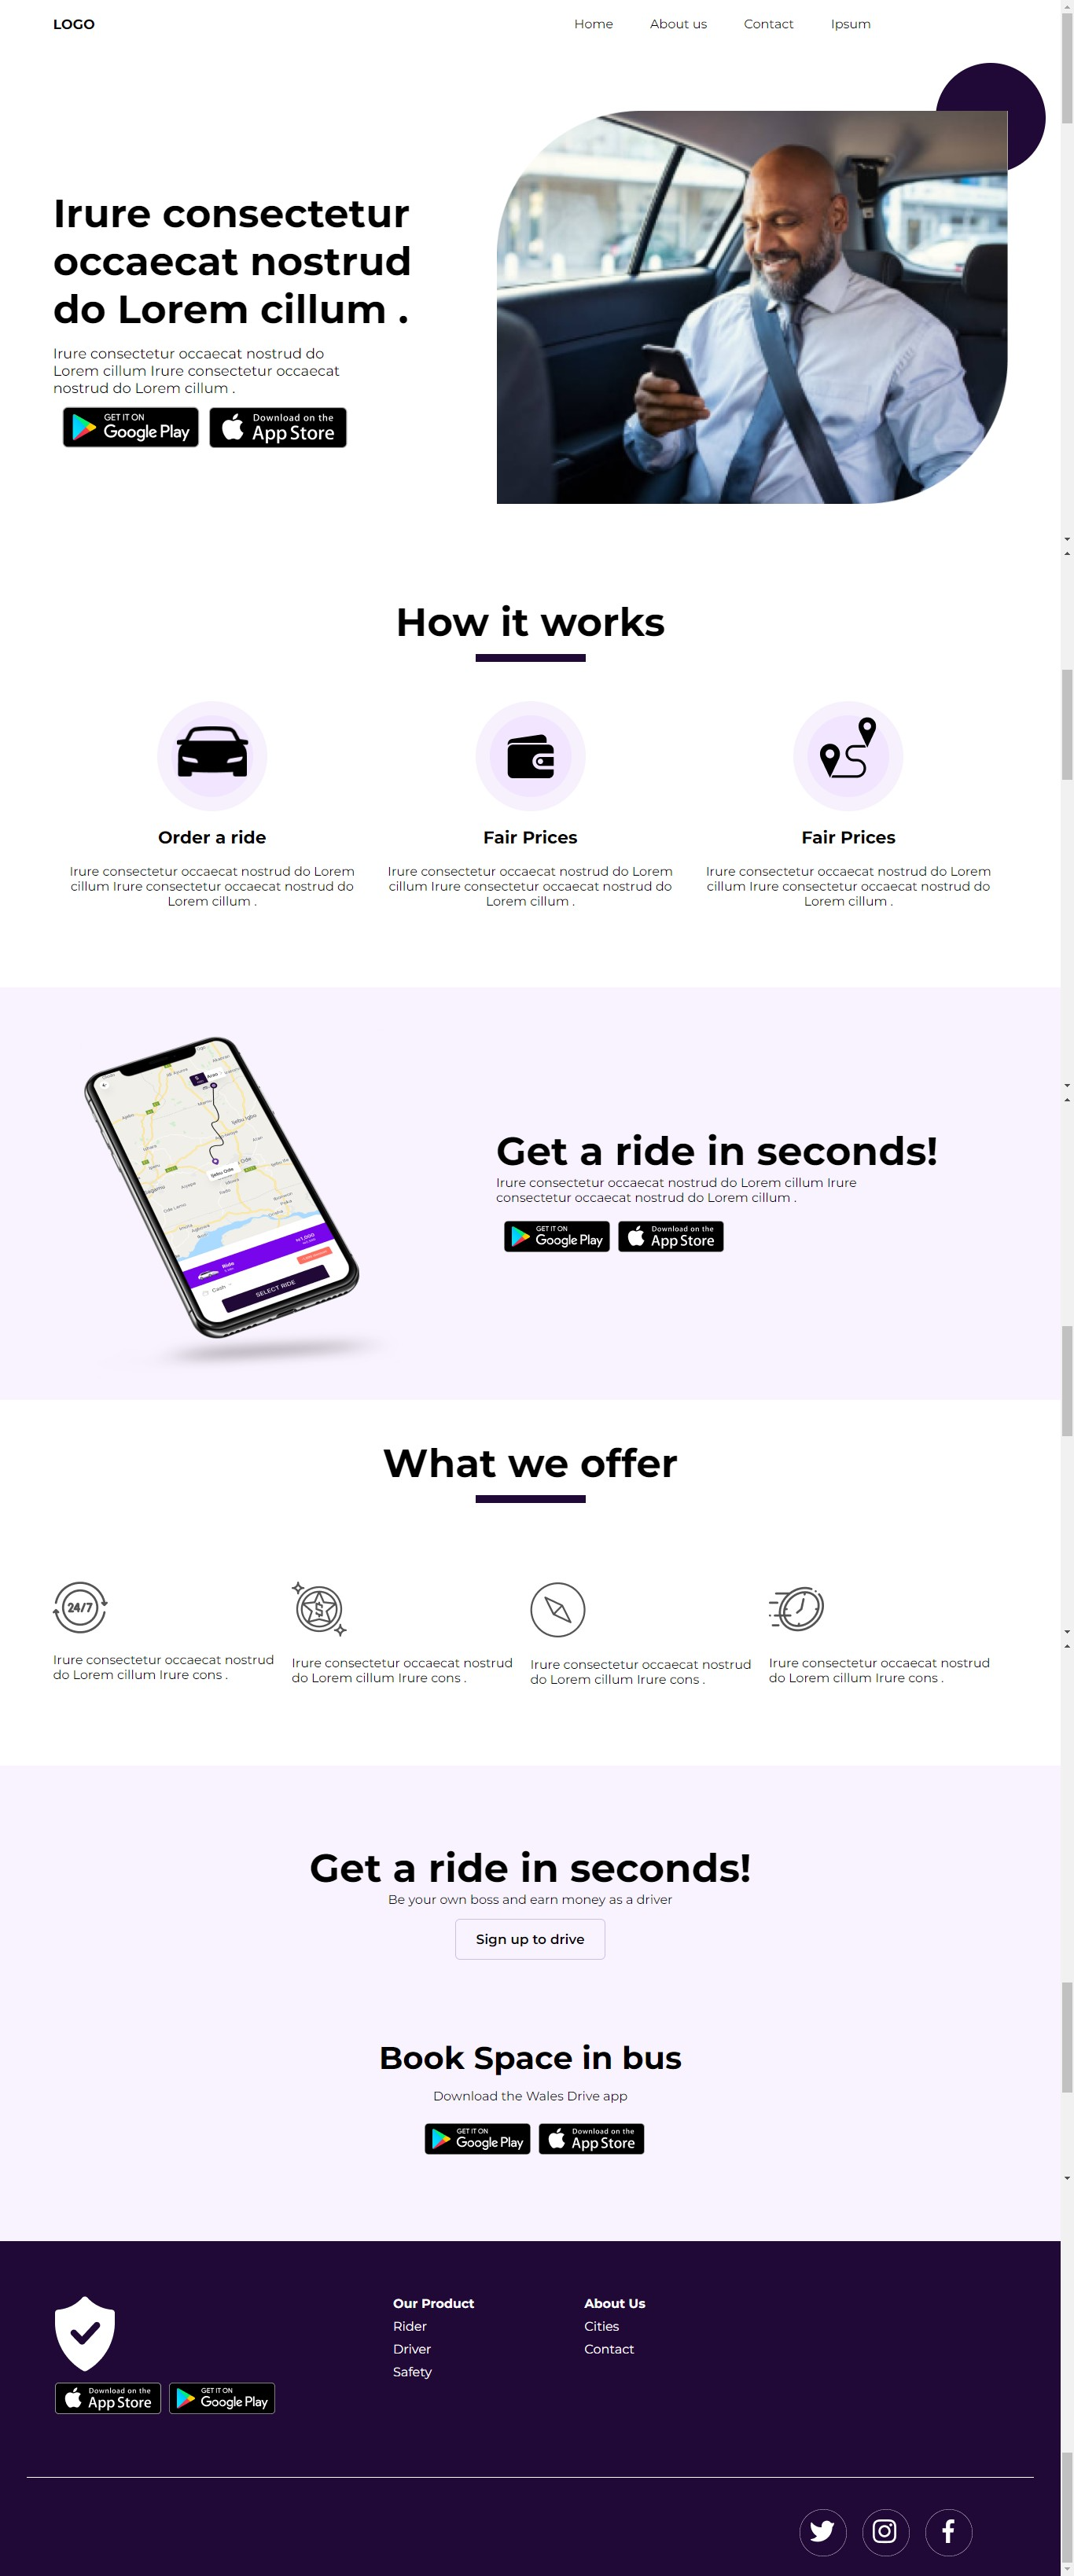 LOGO
Home
About us
Contact
Ipsum
Irure consectetur
occaecat nostrud
do Lorem cillum .
Irure consectetur occaecat nostrud do
Lorem cillum Irure consectetur occaecat
nostrud do Lorem cillum .
GET IT ON
Google Play
Download on the
App Store
How it works
Order a ride
Irure consectetur occaecat nostrud do Lorem
cillum Irure consectetur occaecat nostrud do
Lorem cillum .
Fair Prices
Irure consectetur occaecat nostrud do Lorem
cillum Irure consectetur occaecat nostrud do
Lorem cillum .
Fair Prices
Irure consectetur occaecat nostrud do Lorem
cillum Irure consectetur occaecat nostrud do
Lorem cillum .
Ijebu Igbo
Ijebu Ode
Ride
₦1,000
Cash
SELECT RIDE
Get a ride in seconds!
Irure consectetur occaecat nostrud do Lorem cillum Irure
consectetur occaecat nostrud do Lorem cillum .
GET IT ON
Google Play
Download on the
App Store
What we offer
24/7
Irure consectetur occaecat nostrud
do Lorem cillum Irure cons .
$
Irure consectetur occaecat nostrud
do Lorem cillum Irure cons .
Irure consectetur occaecat nostrud
do Lorem cillum Irure cons .
Irure consectetur occaecat nostrud
do Lorem cillum Irure cons .
Get a ride in seconds!
Be your own boss and earn money as a driver
Sign up to drive
Book Space in bus
Download the Wales Drive app
GET IT ON
Google Play
Download on the
App Store
Download on the
App Store
GET IT ON
Google Play
Our Product
Rider
Driver
Safety
About Us
Cities
Contact